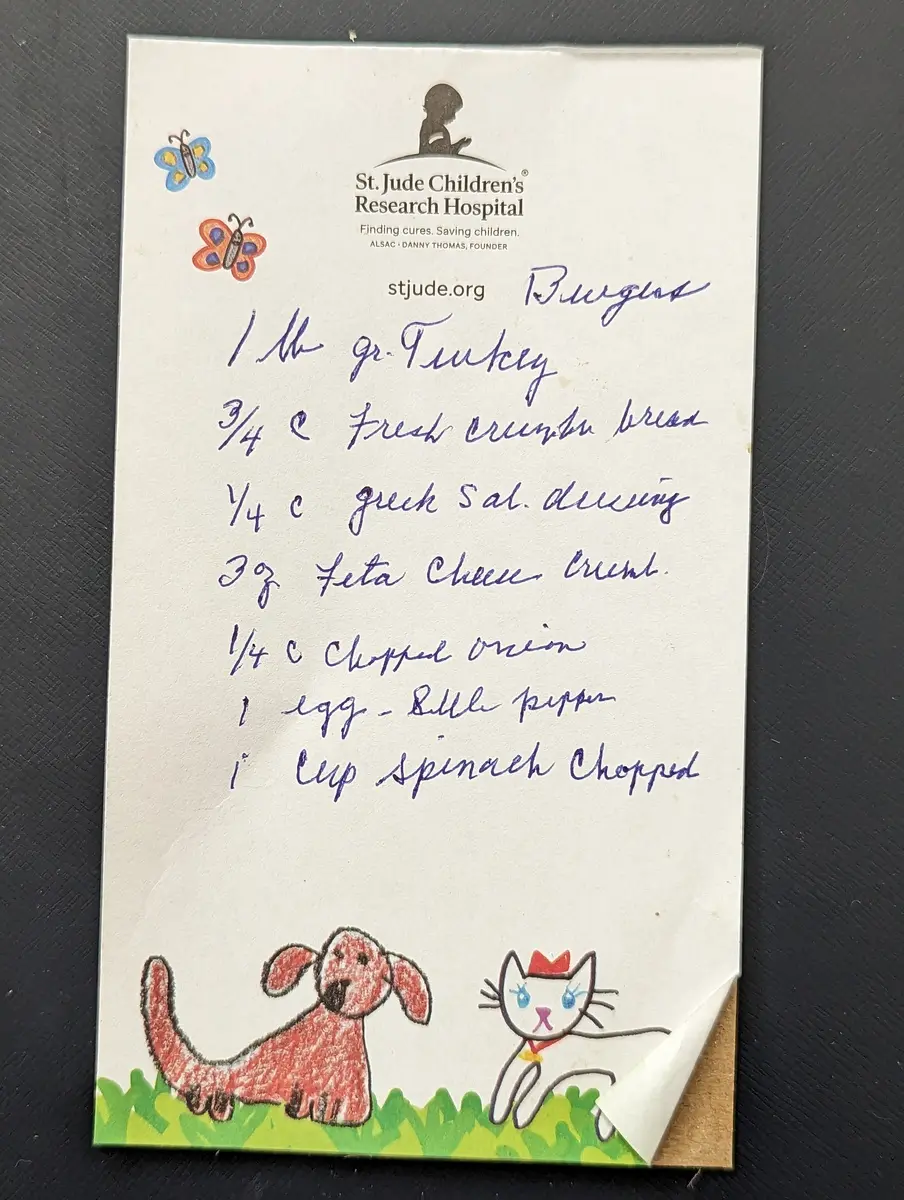 St. Jude Children's®
Research Hospital
Finding cures. Saving children.
ALSAC · DANNY THOMAS, FOUNDER
stjude.org
Burgers
1 lb gr. Turkey
3/4 C Fresh crumbs bread
1/4 c greek Sal. dressing
3 oz Feta Cheese Crumb.
1/4 C Chopped onion
1 egg - pepper
1 Cup Spinach Chopped